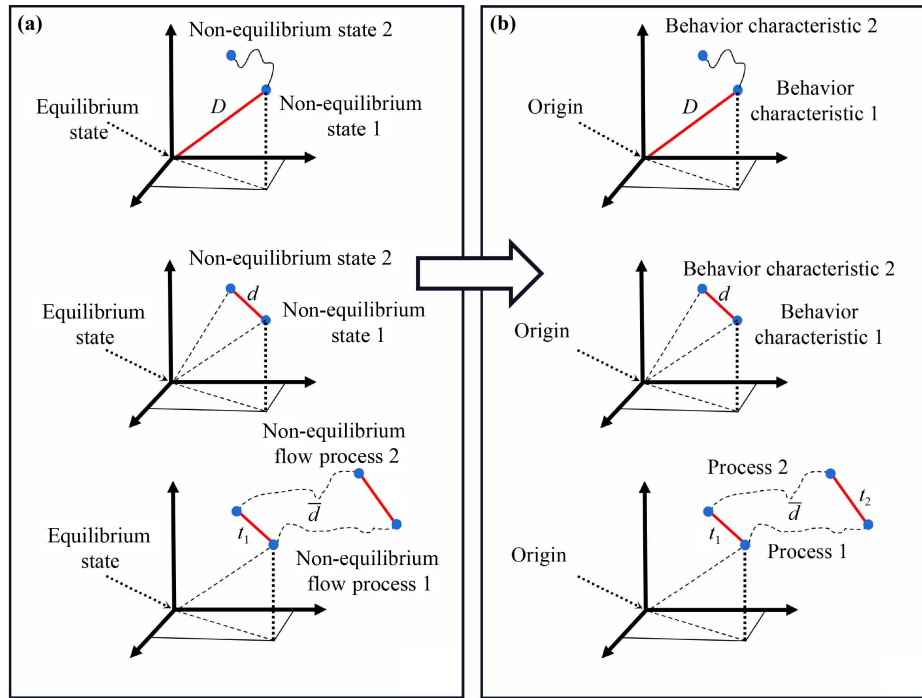 (a)
Non-equilibrium state 2
Equilibrium
state
D
Non-equilibrium
state 1
Non-equilibrium state 2
Equilibrium
state
d
Non-equilibrium
state 1
Non-equilibrium
flow process 2
Equilibrium
state
t₁
d̅
Non-equilibrium
flow process 1
(b)
Behavior characteristic 2
Origin
D
Behavior
characteristic 1
Behavior characteristic 2
Origin
d
Behavior
characteristic 1
Process 2
d̅
t₂
t₁
Process 1
Origin